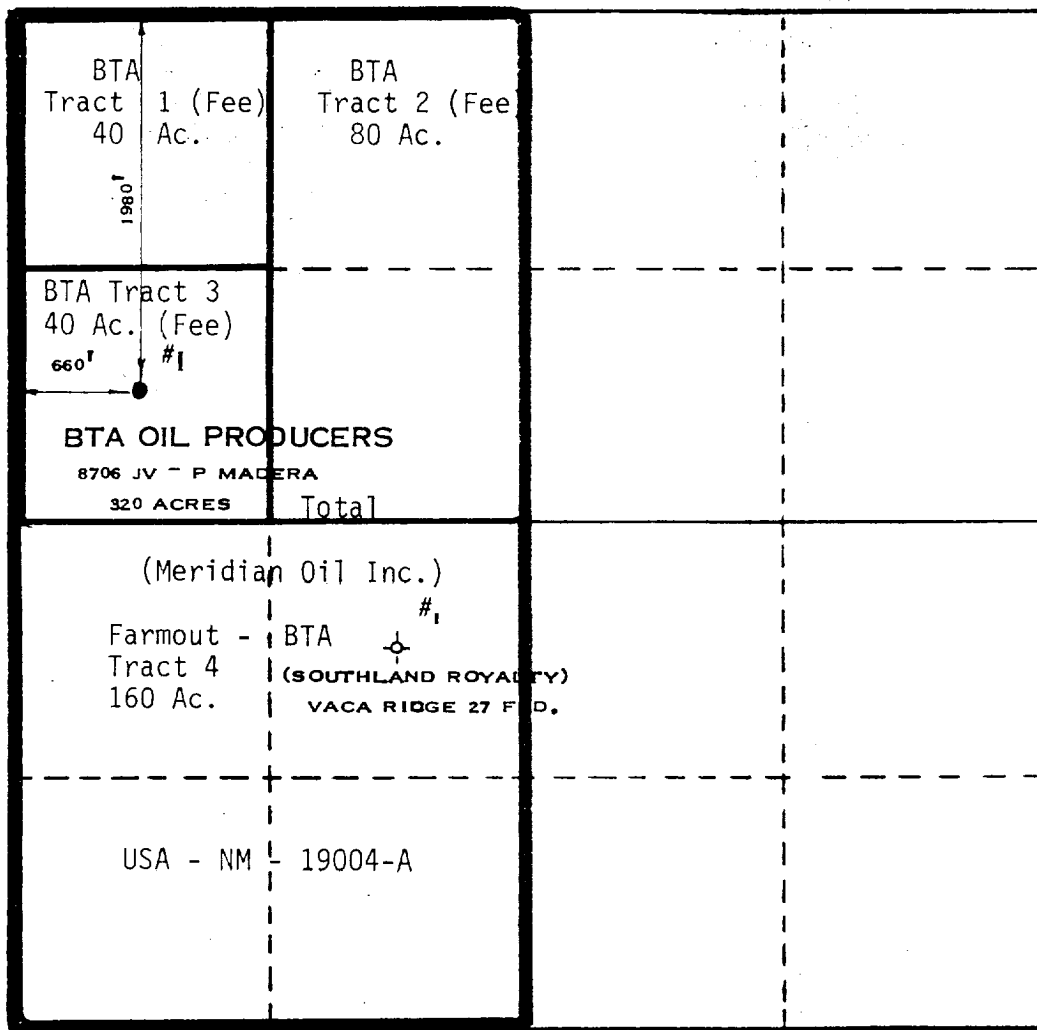 BTA
Tract 1 (Fee)
40 Ac.
BTA
Tract 2 (Fee
80 Ac.
1980'
BTA Tract 3
40 Ac. (Fee)
660'
#1
BTA OIL PRODUCERS
8706 JV - P MADERA
320 ACRES Total
(Meridian Oil Inc.)
#1
Farmout - BTA
Tract 4
160 Ac.
(SOUTHLAND ROYALTY)
VACA RIDGE 27 FED.
USA - NM - 19004-A